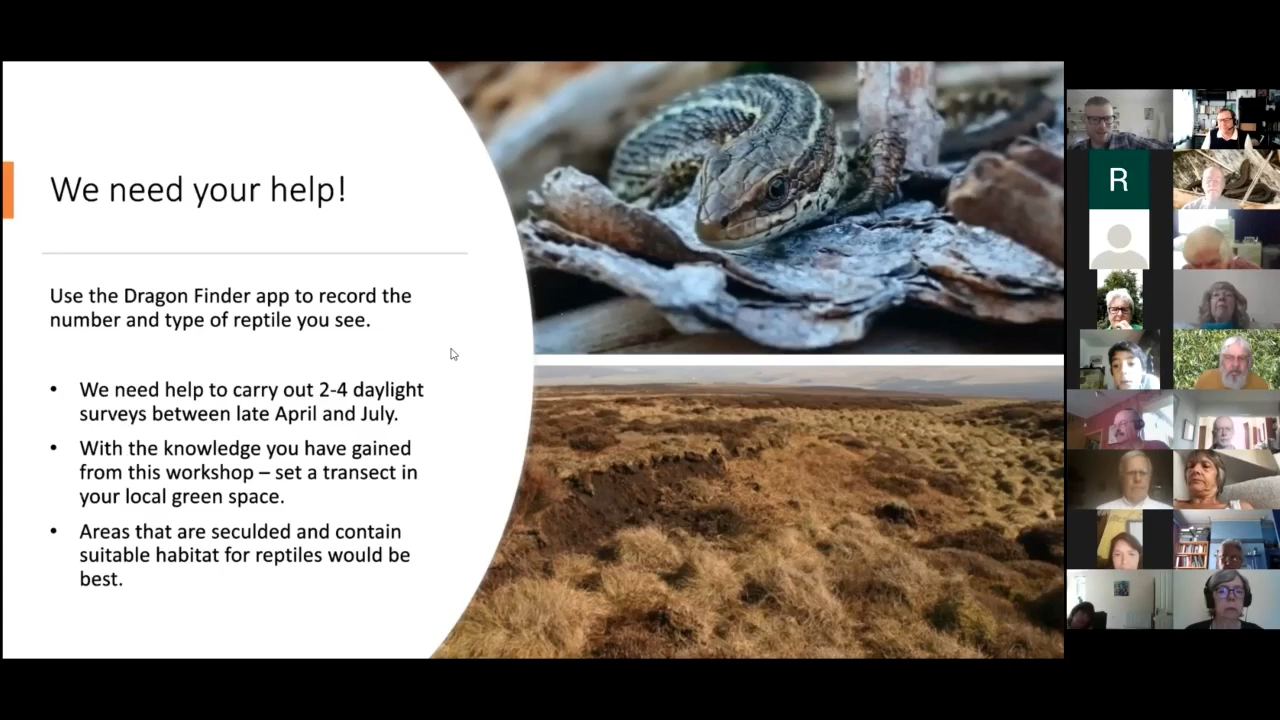 We need your help!
Use the Dragon Finder app to record the
number and type of reptile you see.
• We need help to carry out 2-4 daylight
surveys between late April and July.
• With the knowledge you have gained
from this workshop – set a transect in
your local green space.
• Areas that are seculded and contain
suitable habitat for reptiles would be
best.
R